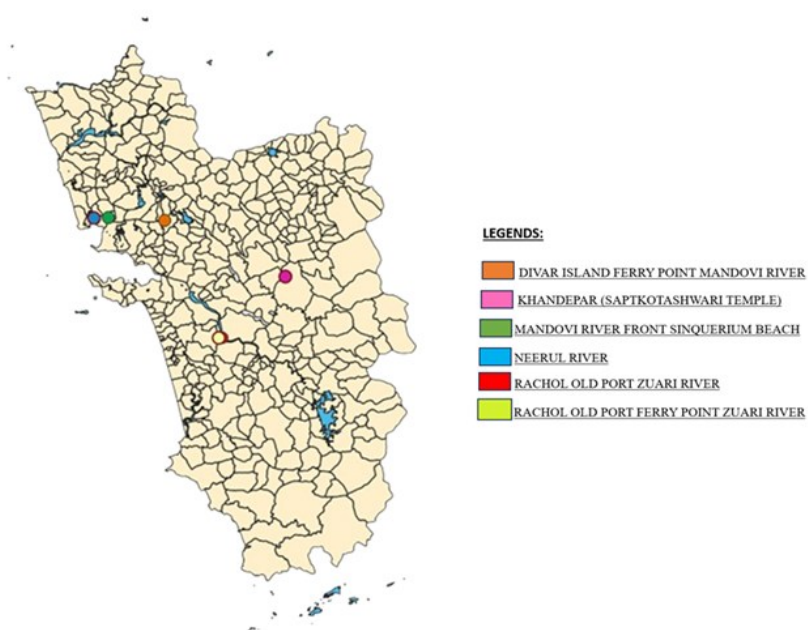 LEGENDS:
DIVAR ISLAND FERRY POINT MANDOVI RIVER
KHANDEPAR (SAPTKOTASHWARI TEMPLE)
MANDOVI RIVER FRONT SINQUERIUM BEACH
NEERUL RIVER
RACHOL OLD PORT ZUARI RIVER
RACHOL OLD PORT FERRY POINT ZUARI RIVER